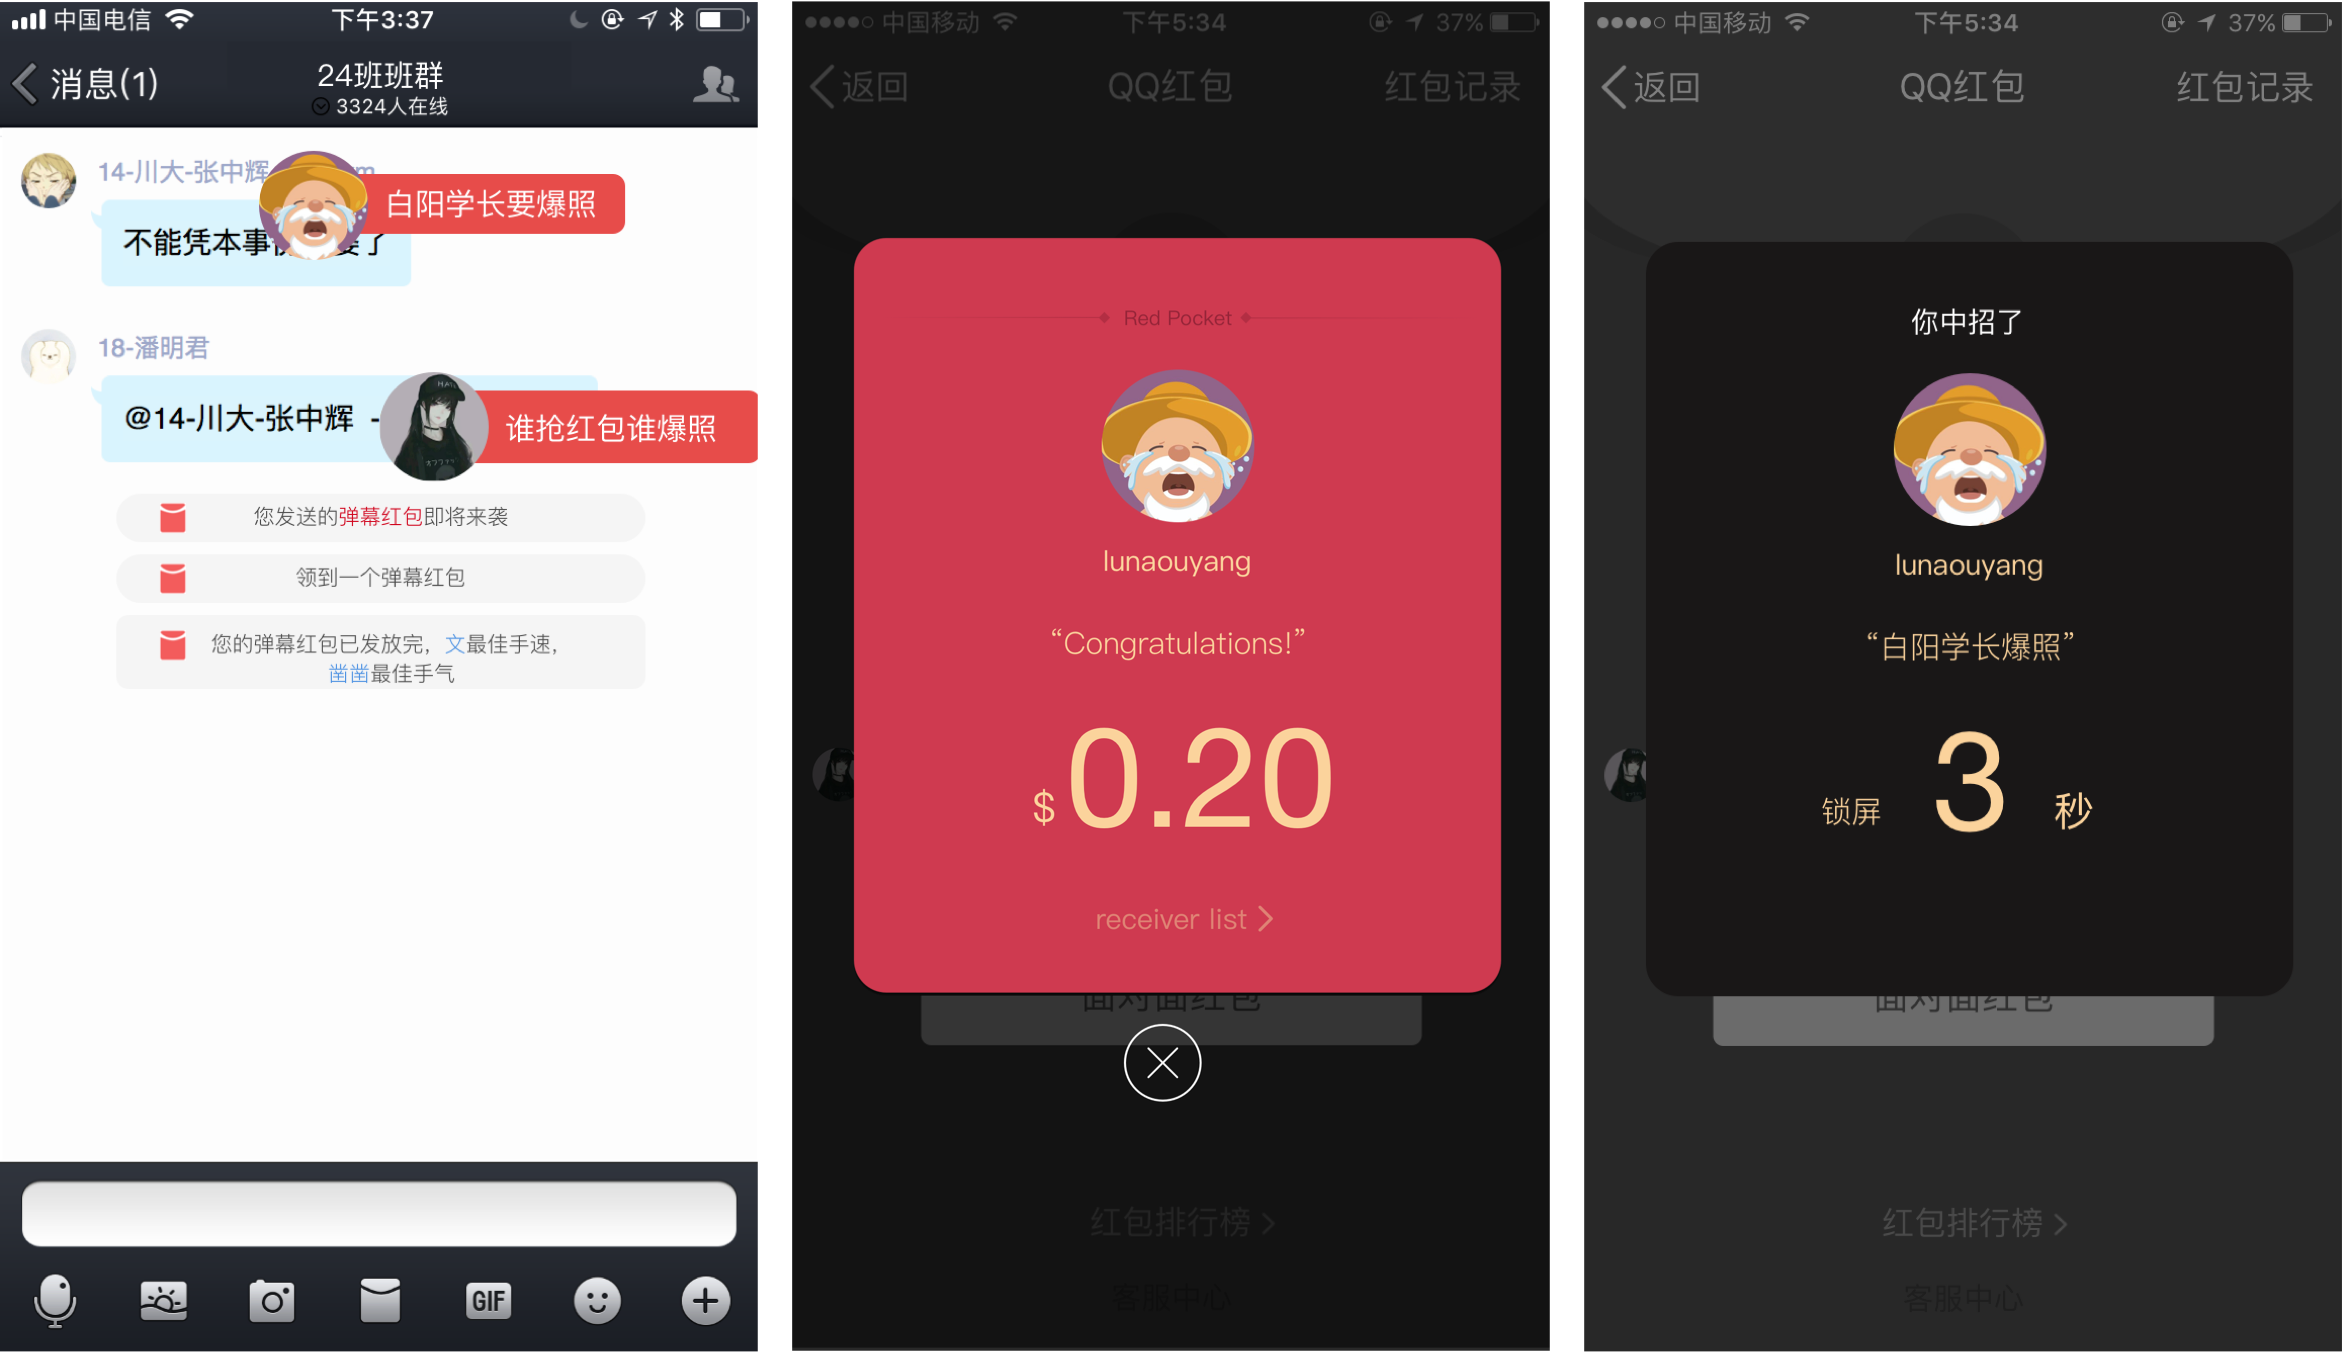 中国电信
下午3:37
消息(1)
24班班群
3324人在线
14-川大-张中辉
白阳学长要爆照
不能凭本事
了
18-潘明君
@14-川大-张中辉 -
谁抢红包谁爆照
您发送的弹幕红包即将来袭
领到一个弹幕红包
您的弹幕红包已发放完，文最佳手速，
凿凿最佳手气
GIF
中国移动
下午5:34
37%
返回
QQ红包
红包记录
Red Pocket
lunaouyang
“Congratulations!”
$ 0.20
receiver list
面对面红包
红包排行榜
客服中心
中国移动
下午5:34
37%
返回
QQ红包
红包记录
你中招了
lunaouyang
“白阳学长爆照”
锁屏 3 秒
面对面红包
红包排行榜
客服中心